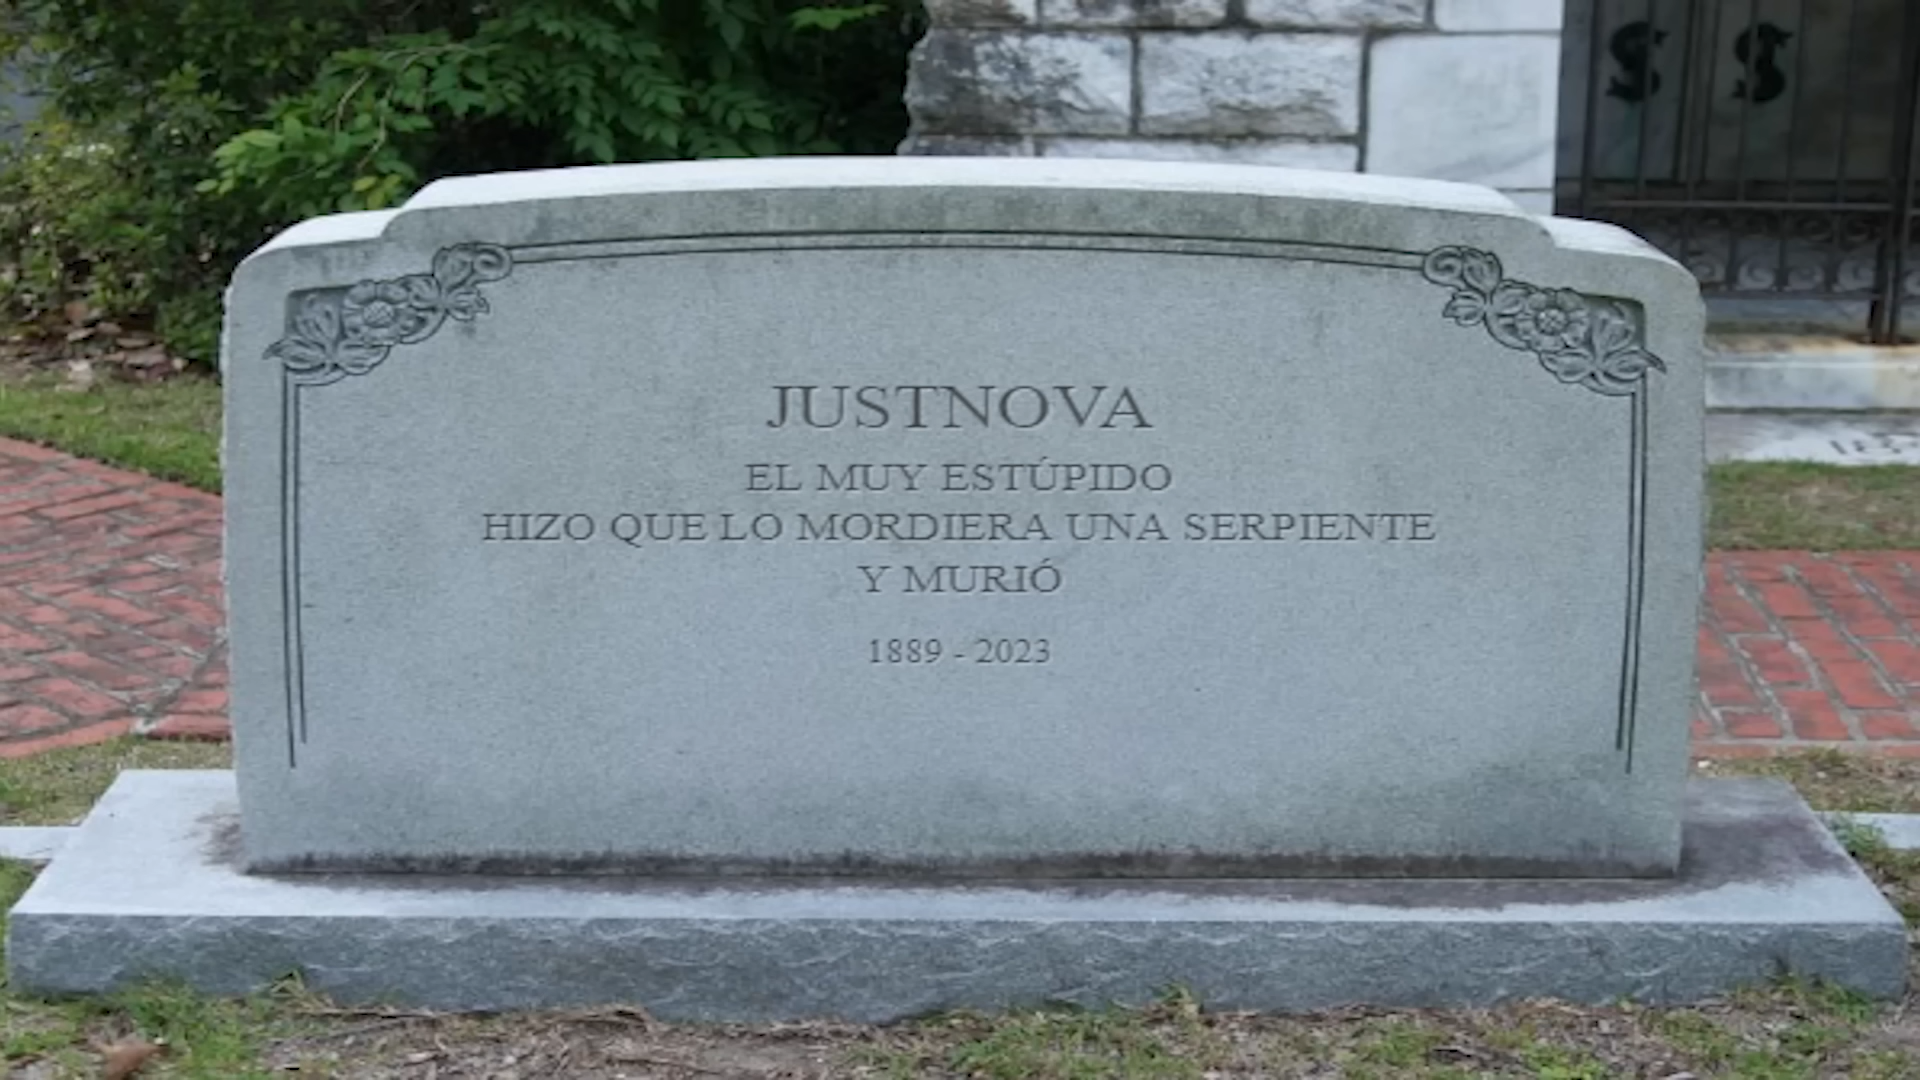 JUSTNOVA
EL MUY ESTÚPIDO
HIZO QUE LO MORDIERA UNA SERPIENTE
Y MURIÓ
1889 - 2023
S S